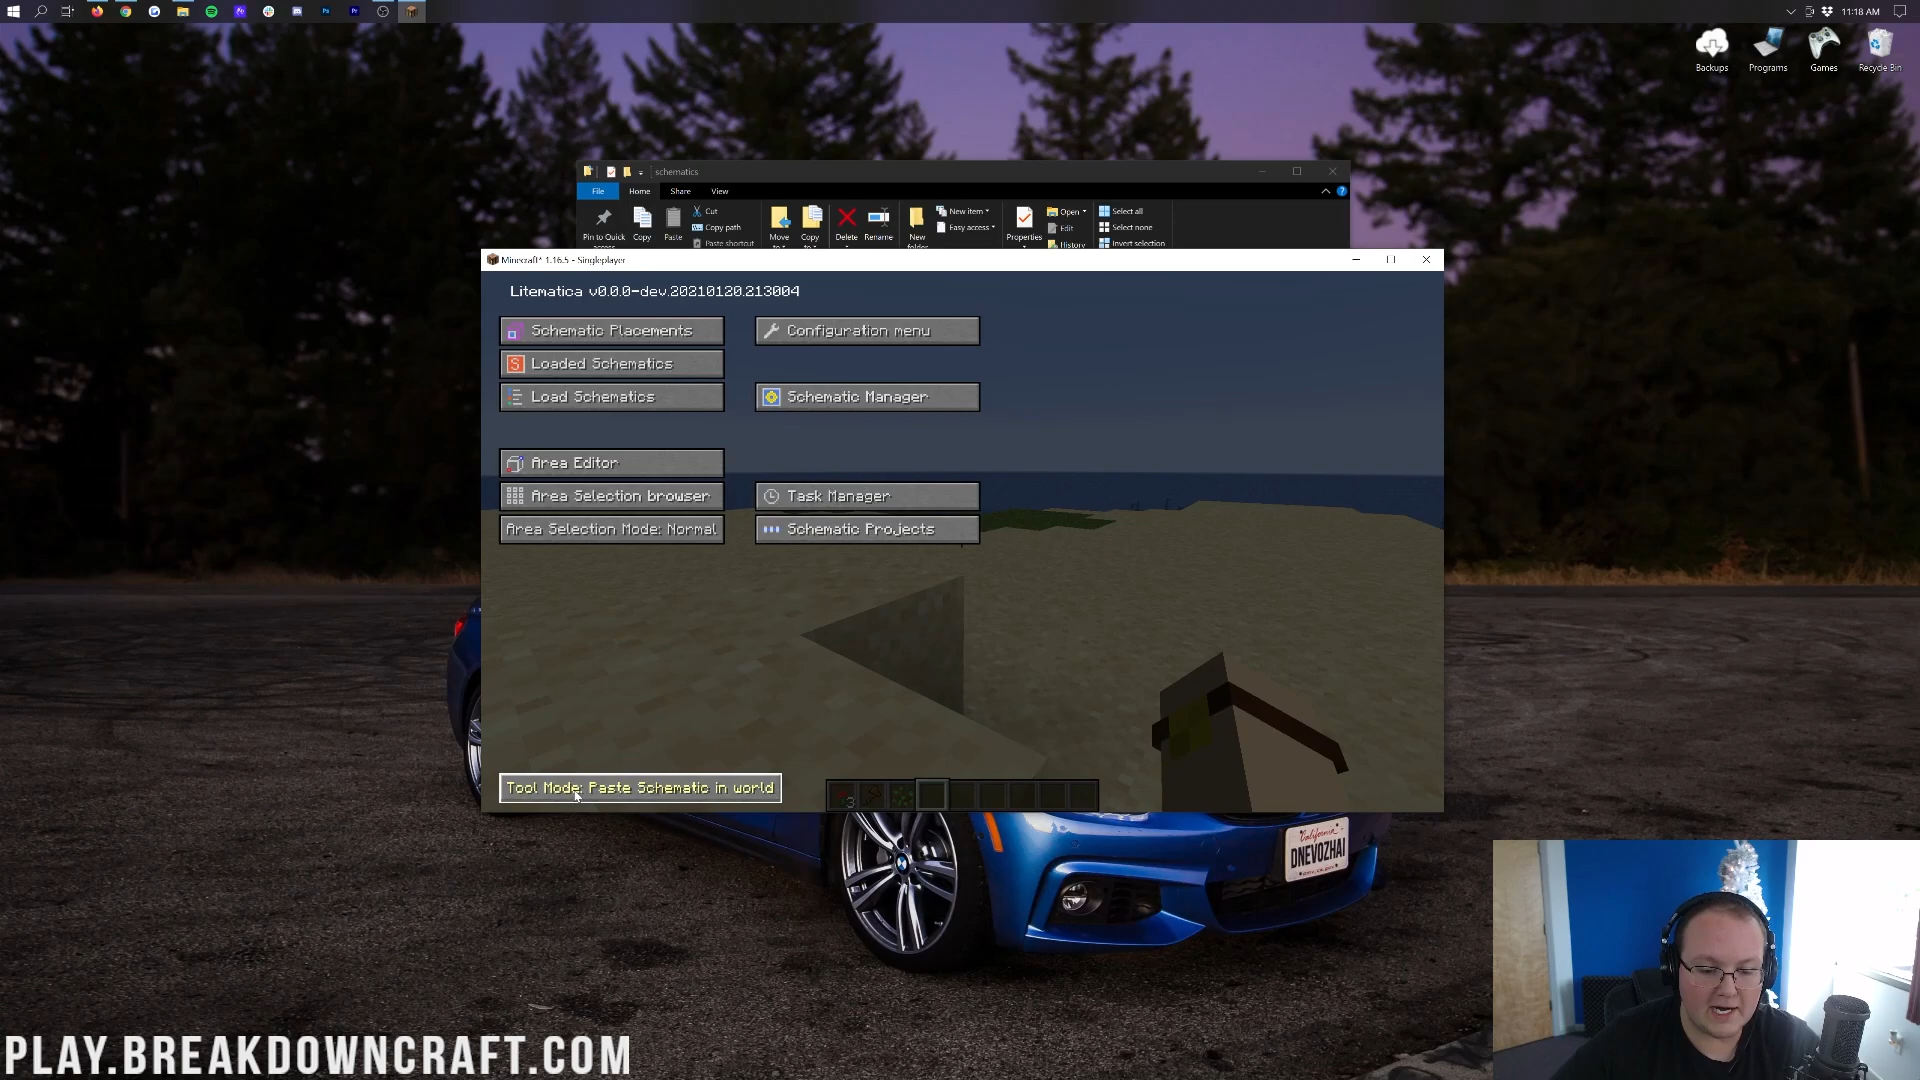 11:18 AM
Backups
Programs
Games
Recycle Bin
schematics
File
Home
Share
View
Pin to Quick
Copy
Paste
Cut
Copy path
Paste shortcut
Move
Copy
Delete
Rename
New
New item
Easy access
Properties
Open
Edit
History
Select all
Select none
Invert selection
Minecraft* 1.16.5 - Singleplayer
Litematica v0.0.0-dev.20210120.213004
Schematic Placements
Configuration menu
Loaded Schematics
Load Schematics
Schematic Manager
Area Editor
Area Selection browser
Task Manager
Area Selection Mode: Normal
Schematic Projects
Tool Mode: Paste Schematic in world
3
California
DNEVOZHAI
PLAY.BREAKDOWNCRAFT.COM